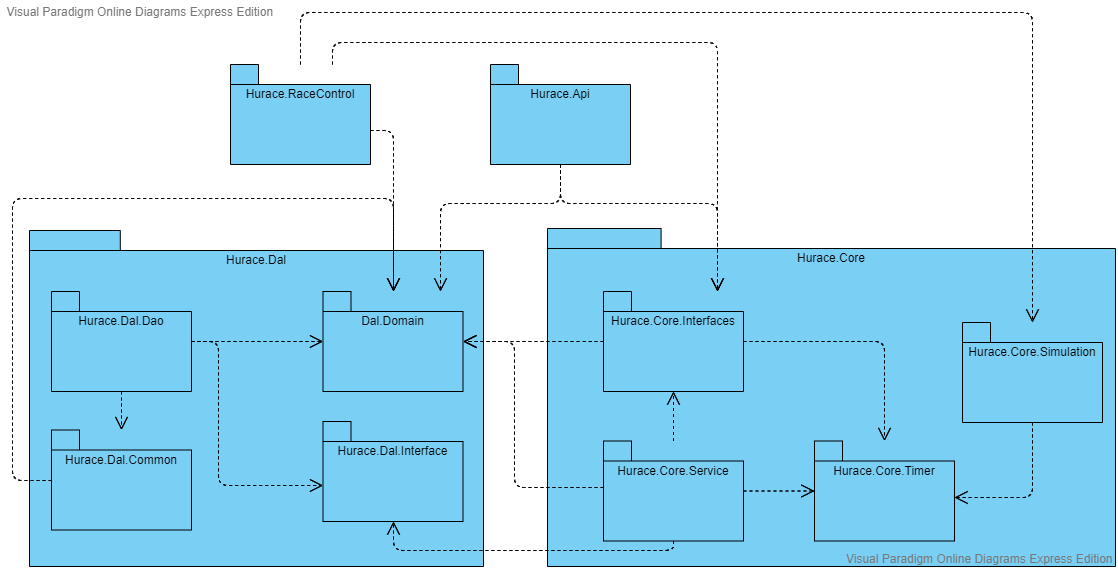 Visual Paradigm Online Diagrams Express Edition
Hurace.RaceControl
Hurace.Api
Hurace.Dal
Hurace.Core
Hurace.Dal.Dao
Dal.Domain
Hurace.Core.Interfaces
Hurace.Core.Simulation
Hurace.Dal.Common
Hurace.Dal.Interface
Hurace.Core.Service
Hurace.Core.Timer
Visual Paradigm Online Diagrams Express Edition